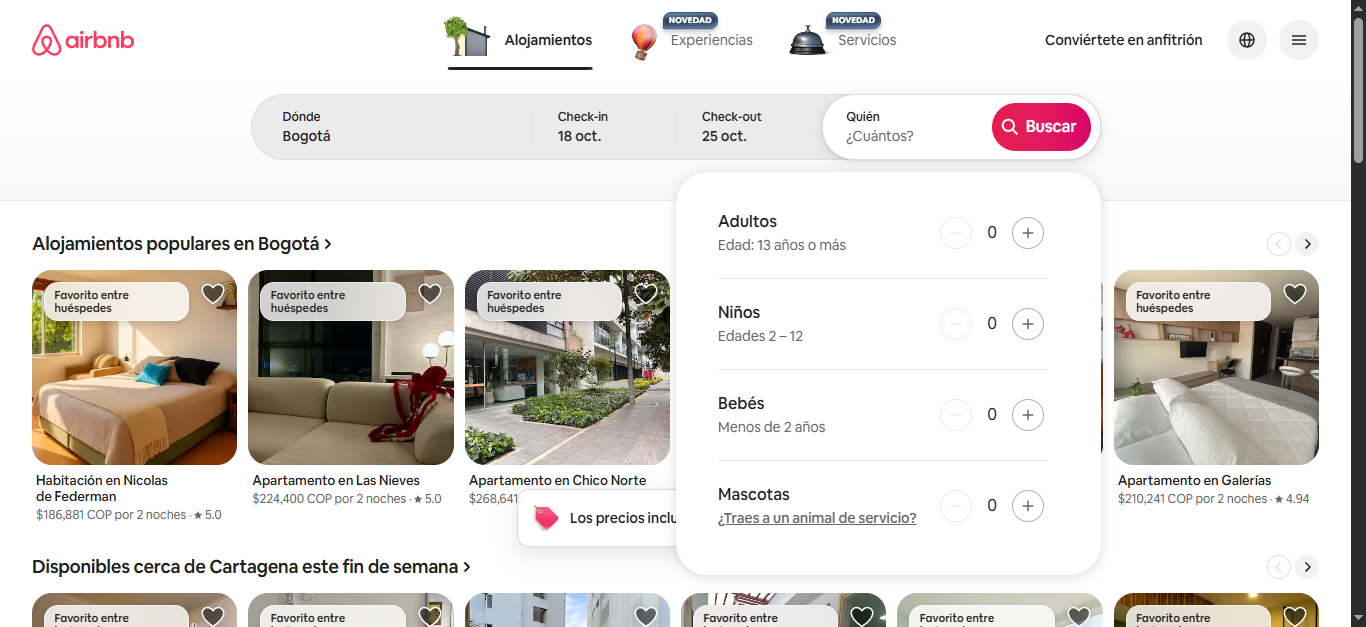 airbnb
Alojamientos
NOVEDAD
Experiencias
NOVEDAD
Servicios
Conviértete en anfitrión
Dónde
Bogotá
Check-in
18 oct.
Check-out
25 oct.
Quién
¿Cuántos?
Buscar
Adultos
Edad: 13 años o más
0
Niños
Edades 2 – 12
0
Bebés
Menos de 2 años
0
Mascotas
¿Traes a un animal de servicio?
0
Alojamientos populares en Bogotá
Favorito entre
huéspedes
Habitación en Nicolas
de Federman
$186,881 COP por 2 noches · ★ 5.0
Favorito entre
huéspedes
Apartamento en Las Nieves
$224,400 COP por 2 noches · ★ 5.0
Favorito entre
huéspedes
Apartamento en Chico Norte
$268,641
Favorito entre
huéspedes
Apartamento en Galerías
$210,241 COP por 2 noches · ★ 4.94
Los precios inclu
Disponibles cerca de Cartagena este fin de semana
Favorito entre
Favorito entre
Favorito entre
Favorito entre
Favorito entre